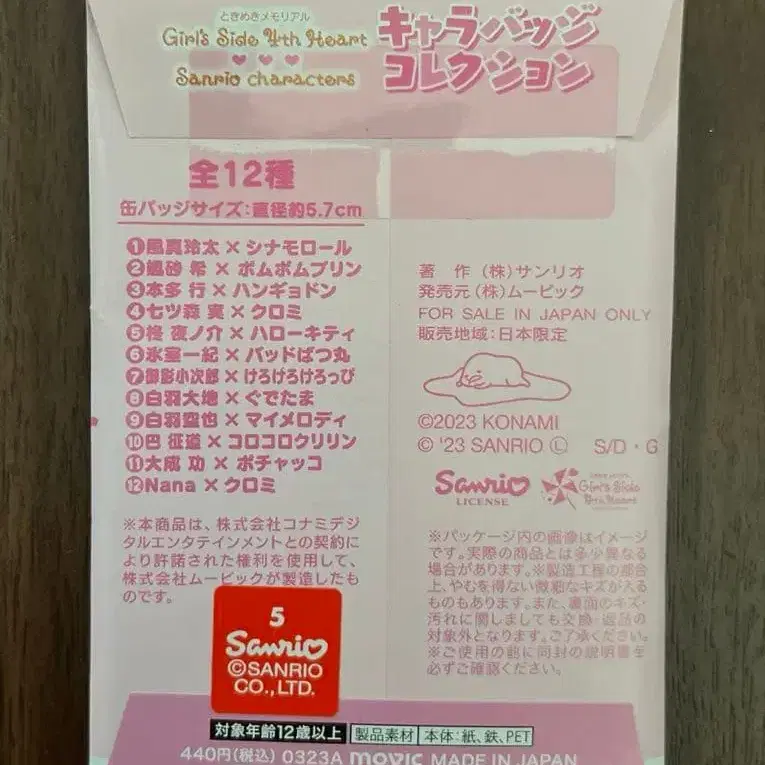 ときめきメモリアル
Girl's Side 4th Heart
Sanrio characters
キャラバッジ
コレクション
全12種
缶バッジサイズ:直径約5.7cm
①風真玲太×シナモロール
②颯砂 希×ポムポムプリン
③本多 行×ハンギョドン
④七ツ森 実×クロミ
⑤柊 夜ノ介×ハローキティ
⑥氷室一紀×バッドばつ丸
⑦御影小次郎×けろけろけろっぴ
⑧白羽大地×ぐでたま
⑨白羽空也×マイメロディ
⑩巴 征道×コロコロクリリン
⑪大成 功×ポチャッコ
⑫Nana×クロミ
※本商品は、株式会社コナミデジ
タルエンタテインメントとの契約に
より許諾された権利を使用して、
株式会社ムービックが製造したも
のです。
著 作(株)サンリオ
発売元(株)ムービック
FOR SALE IN JAPAN ONLY
販売地域:日本限定
©2023 KONAMI
© '23 SANRIO Ⓛ S/D・G
Sanrio
LICENSE
Girl's Side
4th Heart
※パッケージ内の画像はイメージ
です。実際の商品とは多少異なる
場合があります。※製造工程の都合
上、やむを得ない微細なキズが入る
ものもあります。また、裏面のキズ・
汚れに関しましても交換・返品の
対象外となります。ご了承ください。
※ご使用の前に同封の説明書を
必ずご確認ください。
5
Sanrio
©SANRIO
CO.,LTD.
対象年齢12歳以上 製品素材 本体:紙、鉄、PET
440円(税込) 0323A movic MADE IN JAPAN